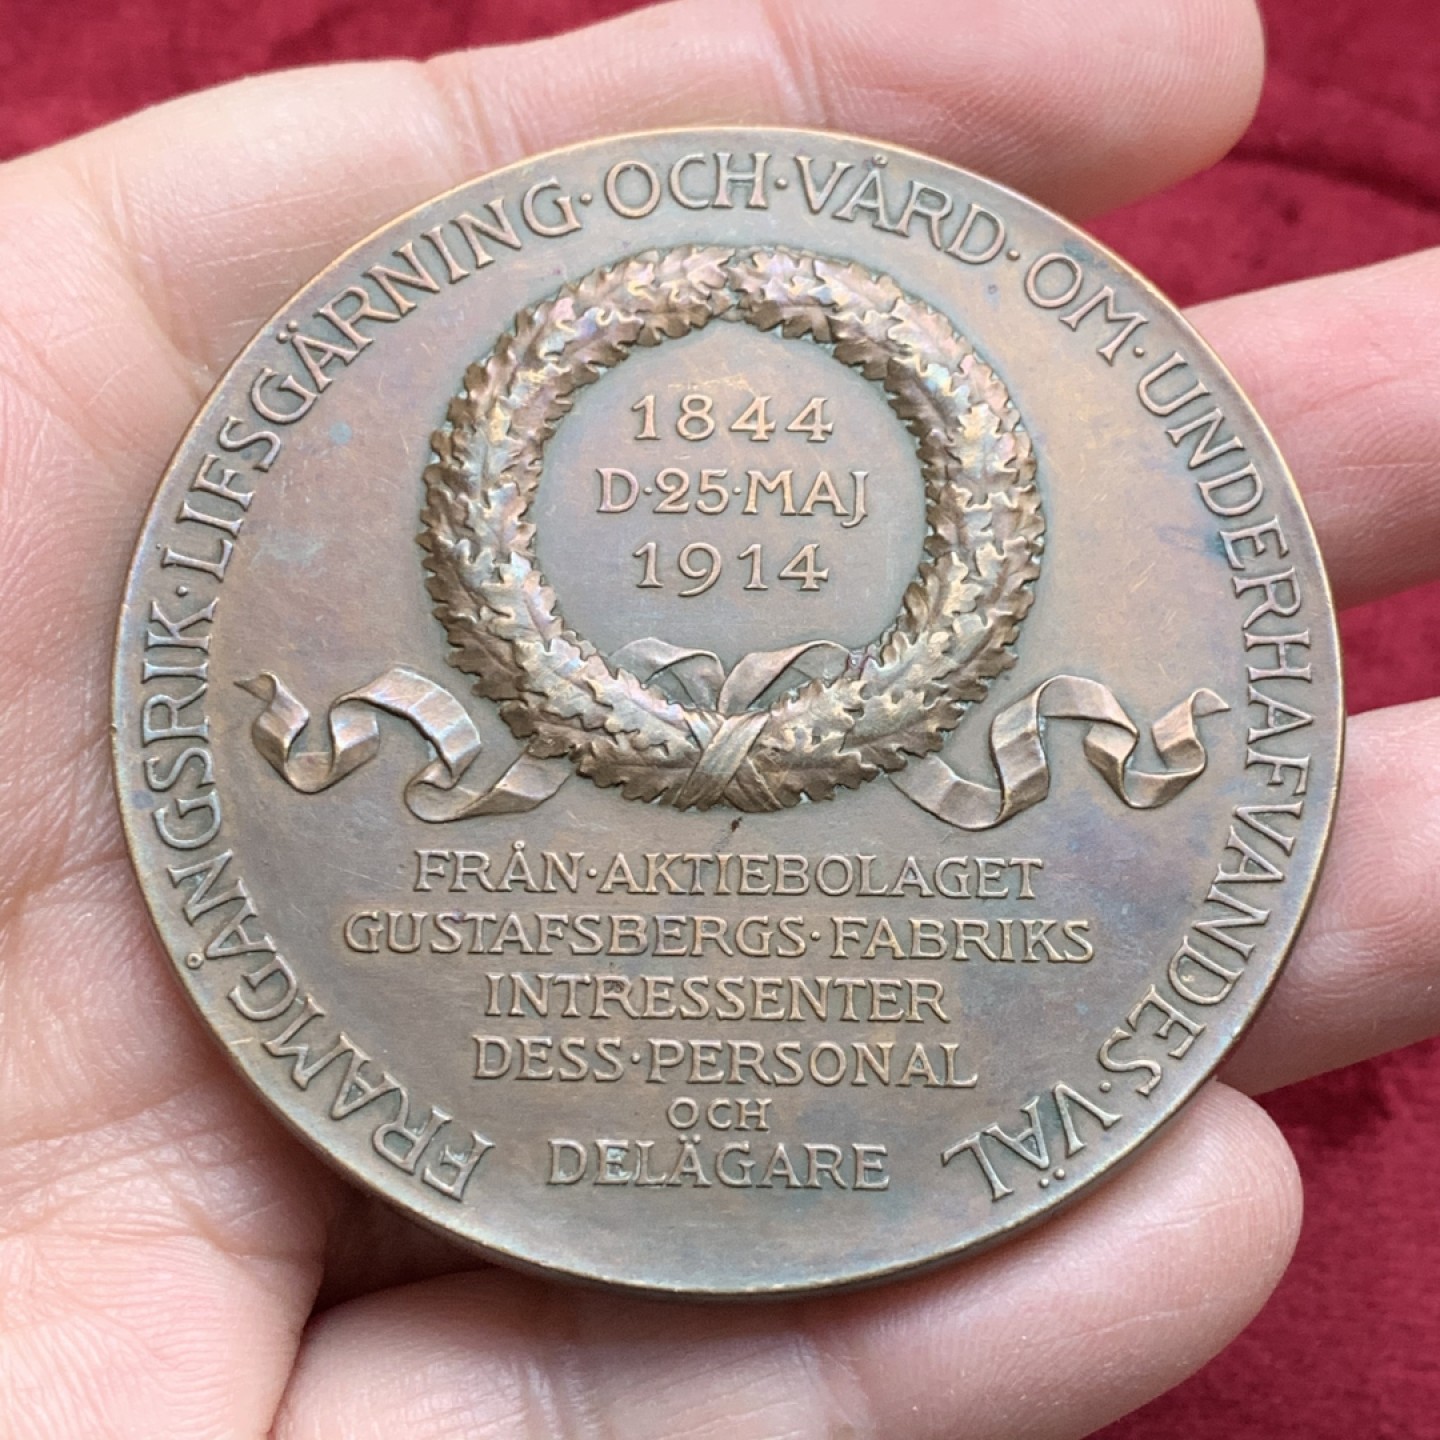 FRAMGÅNGSRIK·LIFSGÄRNING·OCH·VÅRD·OM·UNDERHAFVANDES·VÄL
1844
D·25·MAJ
1914
FRÅN·AKTIEBOLAGET
GUSTAFSBERGS·FABRIKS
INTRESSENTER
DESS·PERSONAL
OCH
DELÄGARE